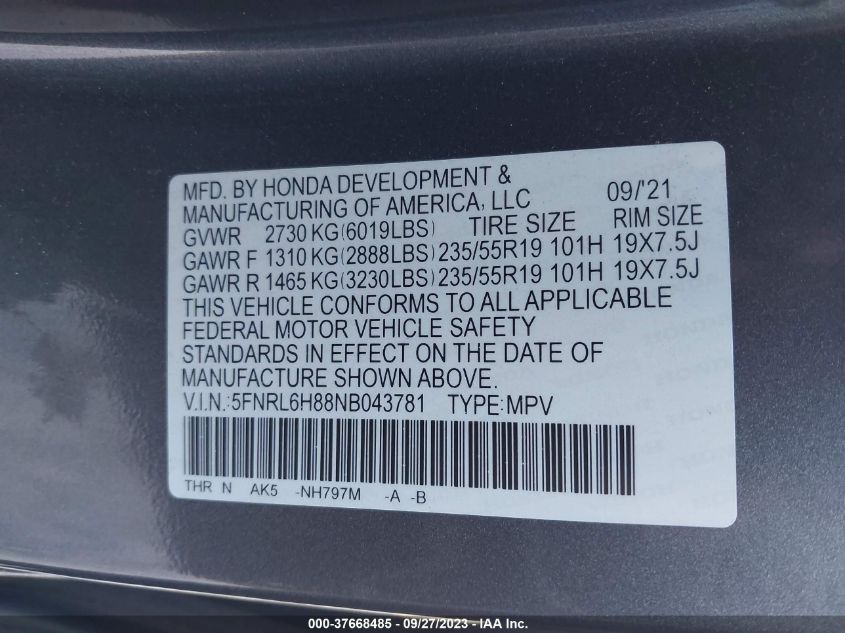 MFD. BY HONDA DEVELOPMENT &
MANUFACTURING OF AMERICA, LLC 09/'21
GVWR 2730 KG(6019LBS) TIRE SIZE RIM SIZE
GAWR F 1310 KG(2888LBS) 235/55R19 101H 19X7.5J
GAWR R 1465 KG(3230LBS) 235/55R19 101H 19X7.5J
THIS VEHICLE CONFORMS TO ALL APPLICABLE
FEDERAL MOTOR VEHICLE SAFETY
STANDARDS IN EFFECT ON THE DATE OF
MANUFACTURE SHOWN ABOVE.
V.I.N.:5FNRL6H88NB043781 TYPE:MPV
THR N AK5 -NH797M -A -B
000-37668485 - 09/27/2023 - IAA Inc.